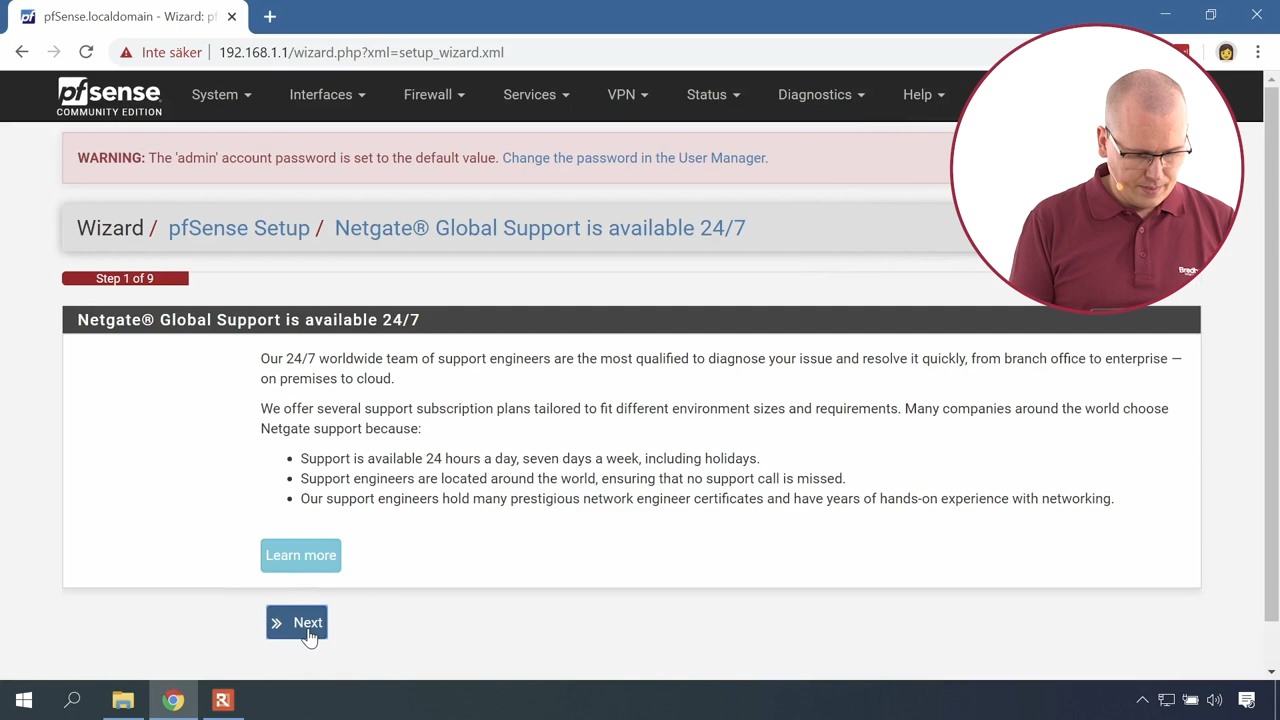 pfSense.localdomain - Wizard: p
Inte säker
192.168.1.1/wizard.php?xml=setup_wizard.xml
pfsense
COMMUNITY EDITION
System
Interfaces
Firewall
Services
VPN
Status
Diagnostics
Help
WARNING: The 'admin' account password is set to the default value. Change the password in the User Manager.
Wizard / pfSense Setup / Netgate® Global Support is available 24/7
Step 1 of 9
Netgate® Global Support is available 24/7
Our 24/7 worldwide team of support engineers are the most qualified to diagnose your issue and resolve it quickly, from branch office to enterprise —
on premises to cloud.
We offer several support subscription plans tailored to fit different environment sizes and requirements. Many companies around the world choose
Netgate support because:
• Support is available 24 hours a day, seven days a week, including holidays.
• Support engineers are located around the world, ensuring that no support call is missed.
• Our support engineers hold many prestigious network engineer certificates and have years of hands-on experience with networking.
Learn more
Next